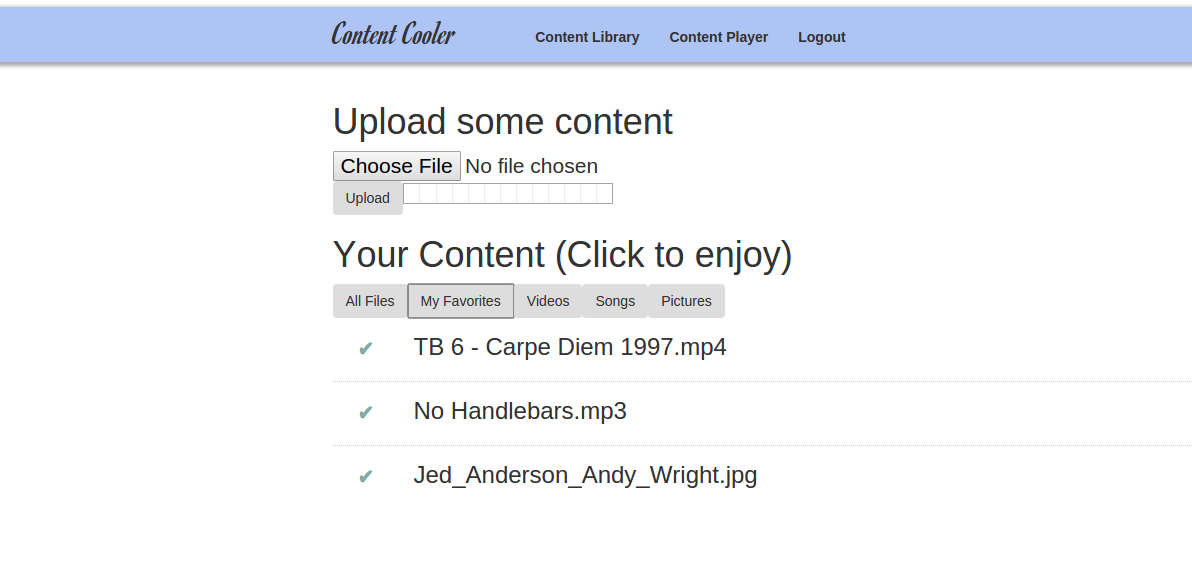 Content Cooler Content Library Content Player Logout
Upload some content
Choose File No file chosen
Upload
Your Content (Click to enjoy)
All Files My Favorites Videos Songs Pictures
✔ TB 6 - Carpe Diem 1997.mp4
✔ No Handlebars.mp3
✔ Jed_Anderson_Andy_Wright.jpg